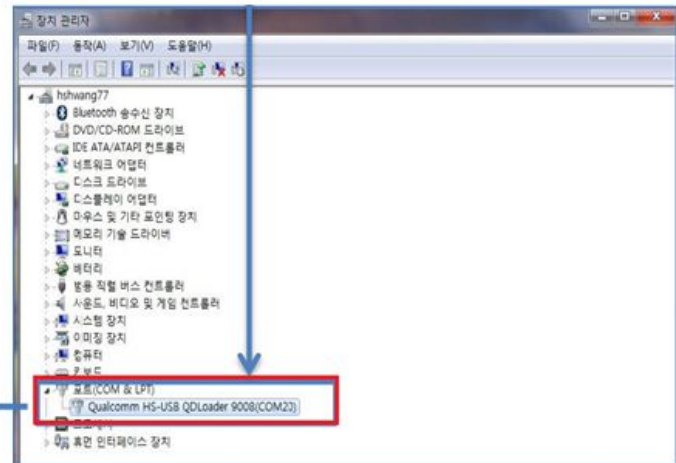 장치 관리자
파일(F) 동작(A) 보기(V) 도움말(H)
hshwang77
Bluetooth 송수신 장치
DVD/CD-ROM 드라이브
IDE ATA/ATAPI 컨트롤러
네트워크 어댑터
디스크 드라이브
디스플레이 어댑터
마우스 및 기타 포인팅 장치
메모리 기술 드라이버
모니터
배터리
범용 직렬 버스 컨트롤러
사운드, 비디오 및 게임 컨트롤러
시스템 장치
이미징 장치
컴퓨터
키보드
포트(COM & LPT)
Qualcomm HS-USB QDLoader 9008(COM20)
휴먼 인터페이스 장치